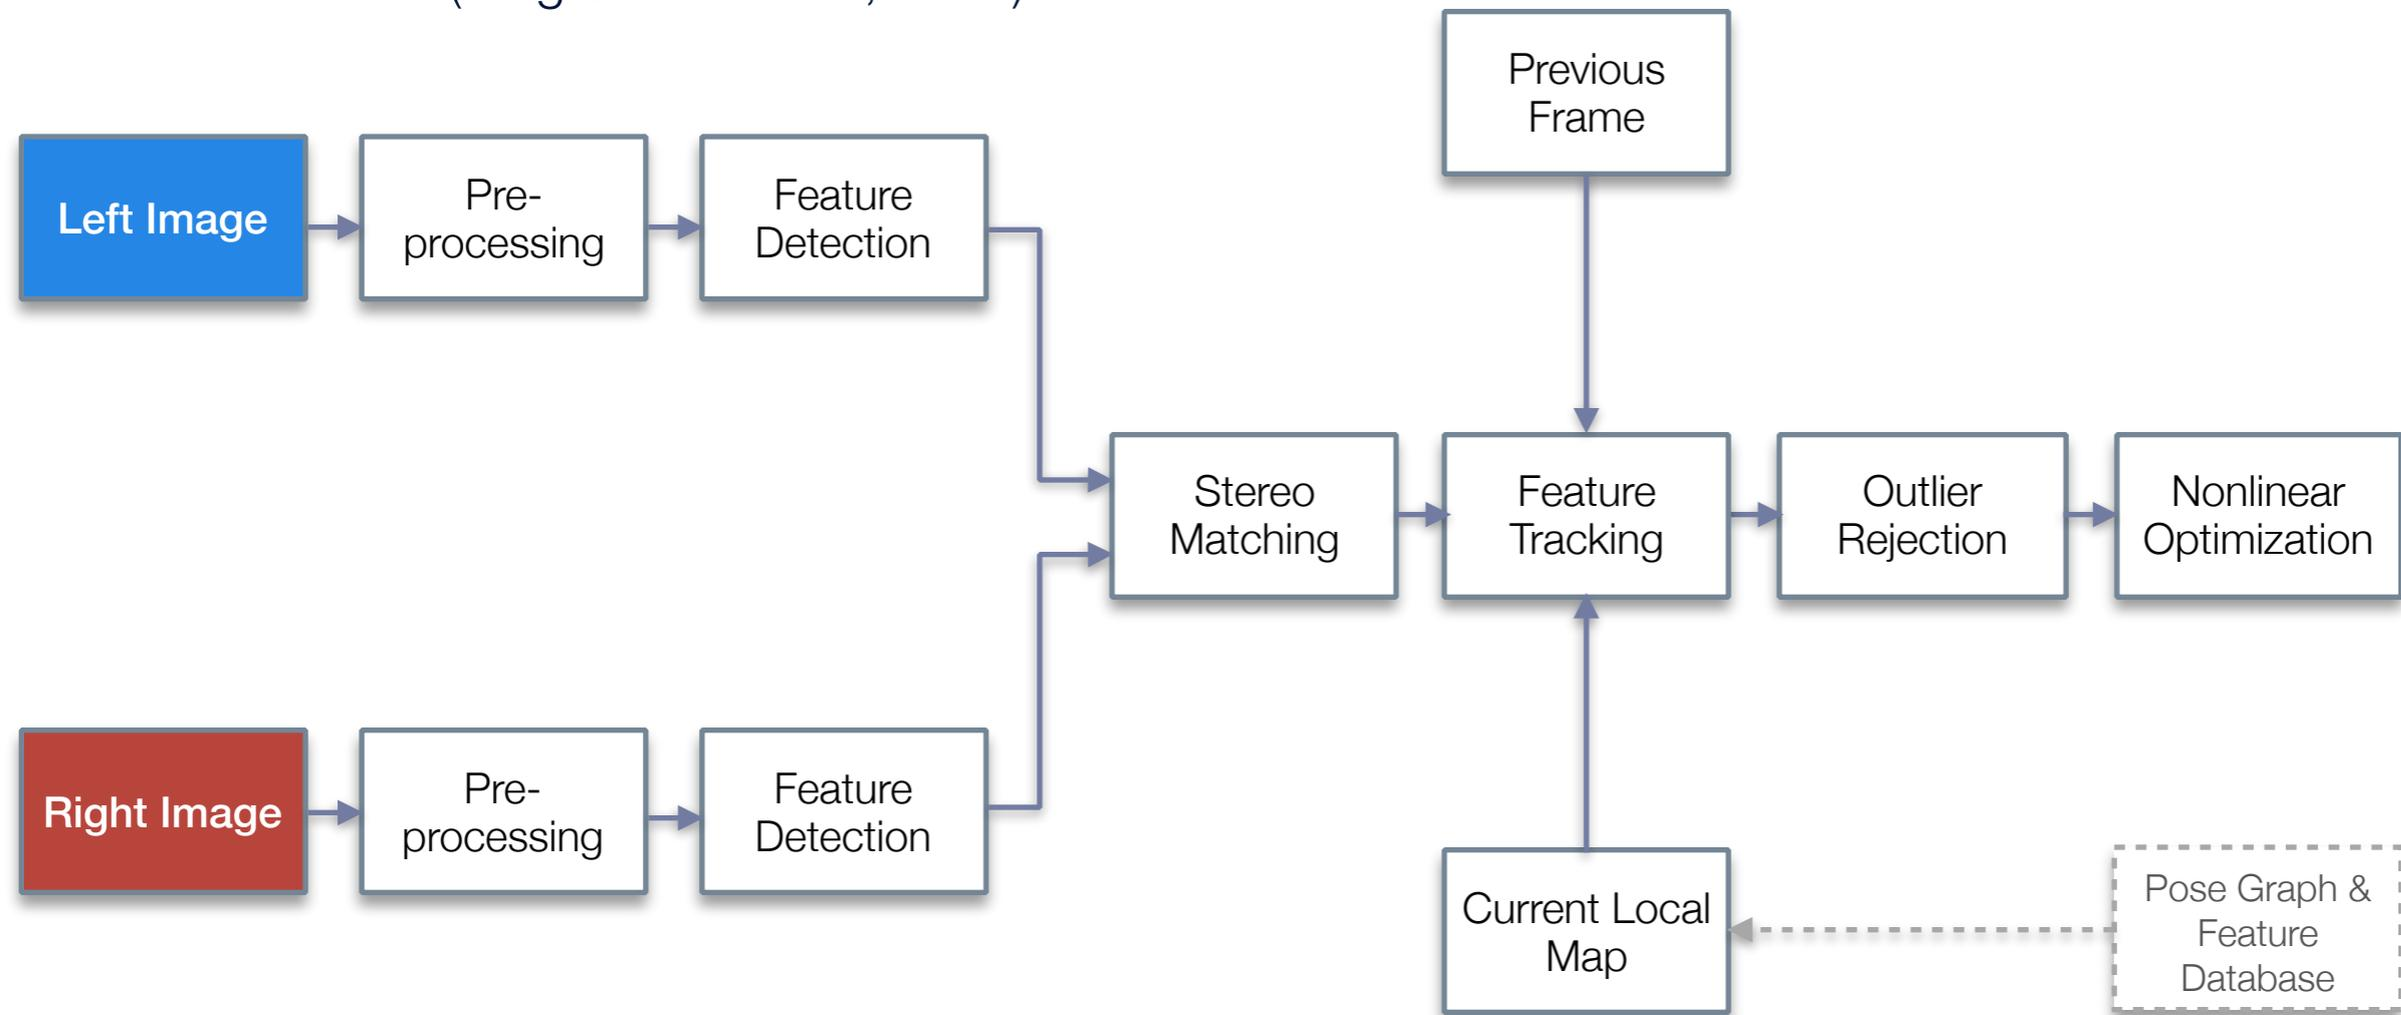 Previous
Frame
Left Image
Pre-
processing
Feature
Detection
Stereo
Matching
Feature
Tracking
Outlier
Rejection
Nonlinear
Optimization
Right Image
Pre-
processing
Feature
Detection
Current Local
Map
Pose Graph &
Feature
Database